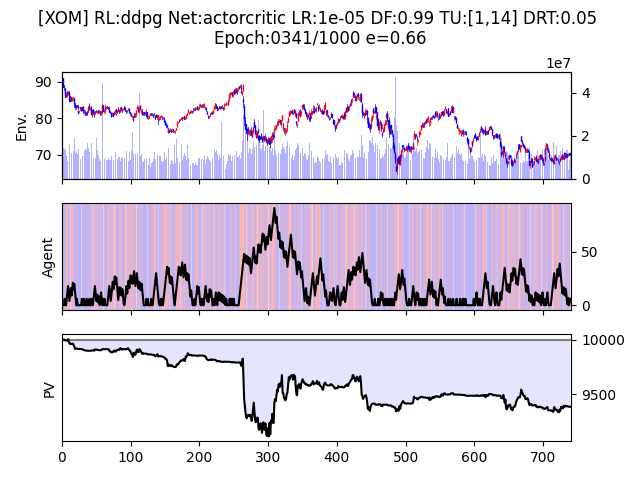 [XOM] RL:ddpg Net:actorcritic LR:1e-05 DF:0.99 TU:[1,14] DRT:0.05
Epoch:0341/1000 e=0.66
1e7
90
80
70
Env.
4
2
0
Agent
50
0
PV
10000
9500
0 100 200 300 400 500 600 700